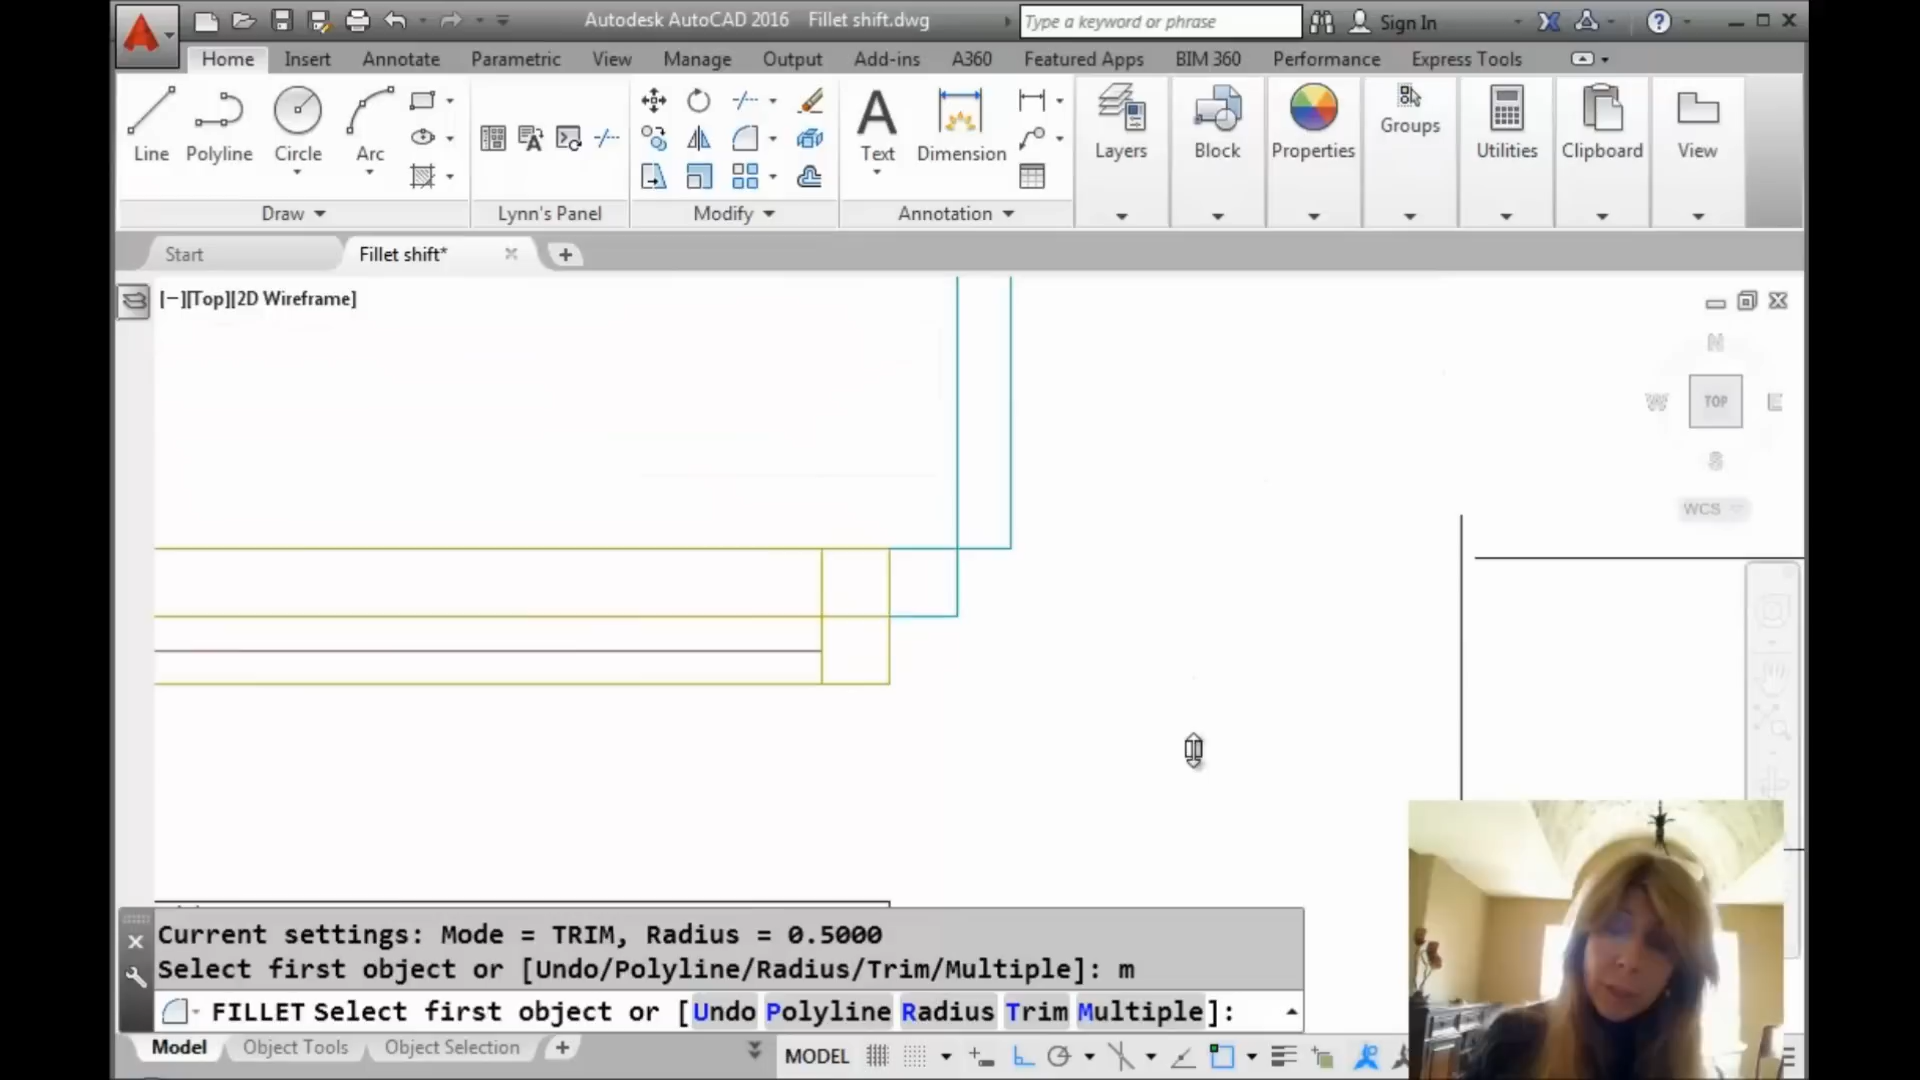 Autodesk AutoCAD 2016 Fillet shift.dwg
Type a keyword or phrase
Sign In
Home Insert Annotate Parametric View Manage Output Add-ins A360 Featured Apps BIM 360 Performance Express Tools
Line Polyline Circle Arc
Text Dimension
Layers Block Properties Groups Utilities Clipboard View
Draw Lynn's Panel Modify Annotation
Start Fillet shift*
[−][Top][2D Wireframe]
N
W TOP E
S
WCS
Current settings: Mode = TRIM, Radius = 0.5000
Select first object or [Undo/Polyline/Radius/Trim/Multiple]: m
FILLET Select first object or [Undo Polyline Radius Trim Multiple]:
Model Object Tools Object Selection
MODEL